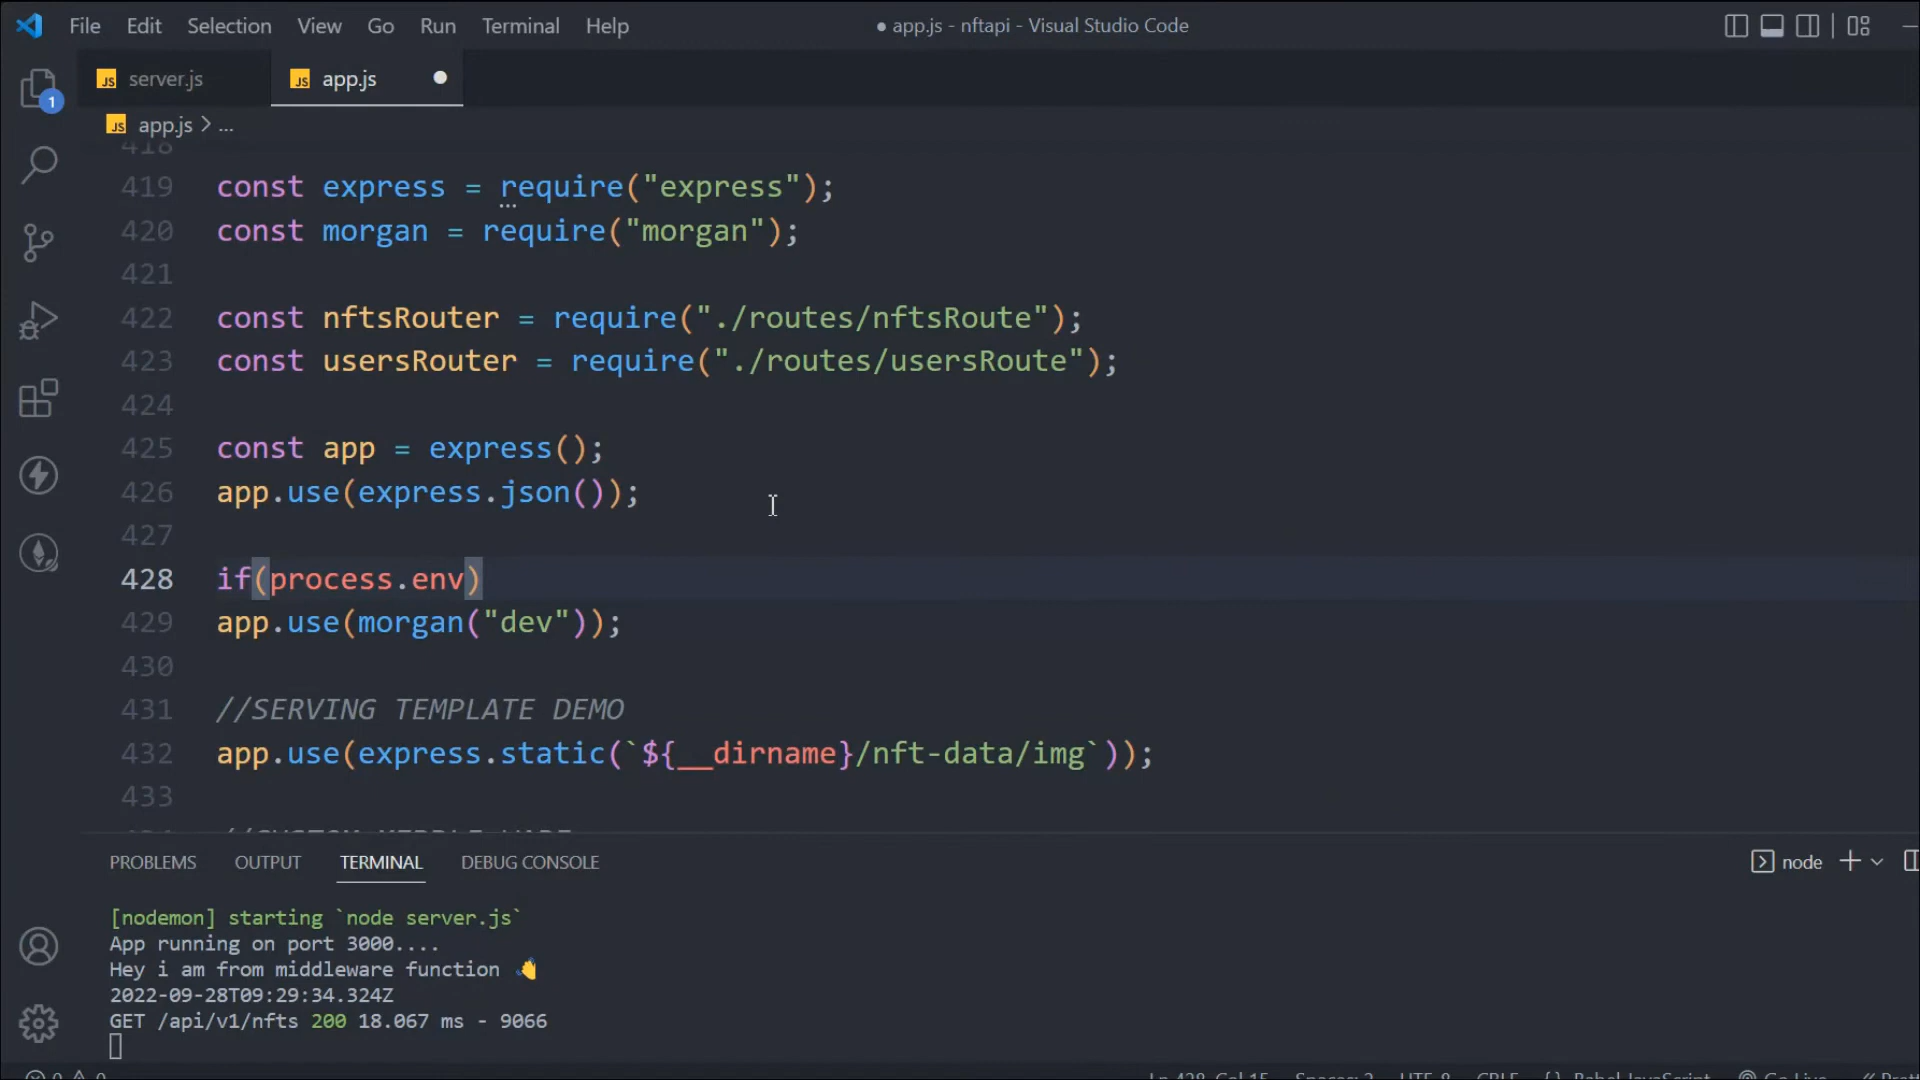 File Edit Selection View Go Run Terminal Help ● app.js - nftapi - Visual Studio Code
JS server.js JS app.js ●
1
JS app.js > ...
418
419 const express = require("express");
420 const morgan = require("morgan");
421
422 const nftsRouter = require("./routes/nftsRoute");
423 const usersRouter = require("./routes/usersRoute");
424
425 const app = express();
426 app.use(express.json());
427
428 if(process.env)
429 app.use(morgan("dev"));
430
431 //SERVING TEMPLATE DEMO
432 app.use(express.static(`${__dirname}/nft-data/img`));
433
PROBLEMS OUTPUT TERMINAL DEBUG CONSOLE node
[nodemon] starting `node server.js`
App running on port 3000....
Hey i am from middleware function 👋
2022-09-28T09:29:34.324Z
GET /api/v1/nfts 200 18.067 ms - 9066